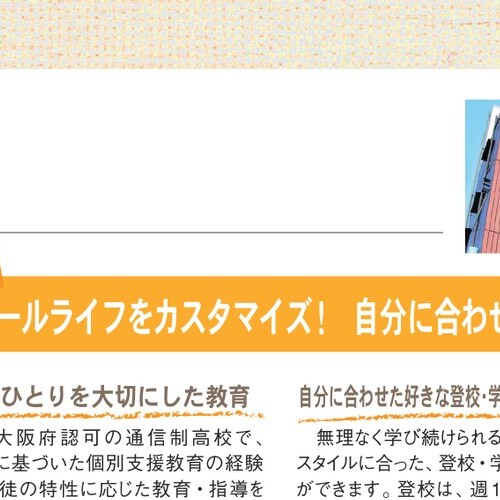 ールライフをカスタマイズ！ 自分に合わせ
ひとりを大切にした教育
大阪府認可の通信制高校で、
に基づいた個別支援教育の経験
徒の特性に応じた教育・指導を
自分に合わせた好きな登校・学
無理なく学び続けられる
スタイルに合った、登校・学
ができます。登校は、週す